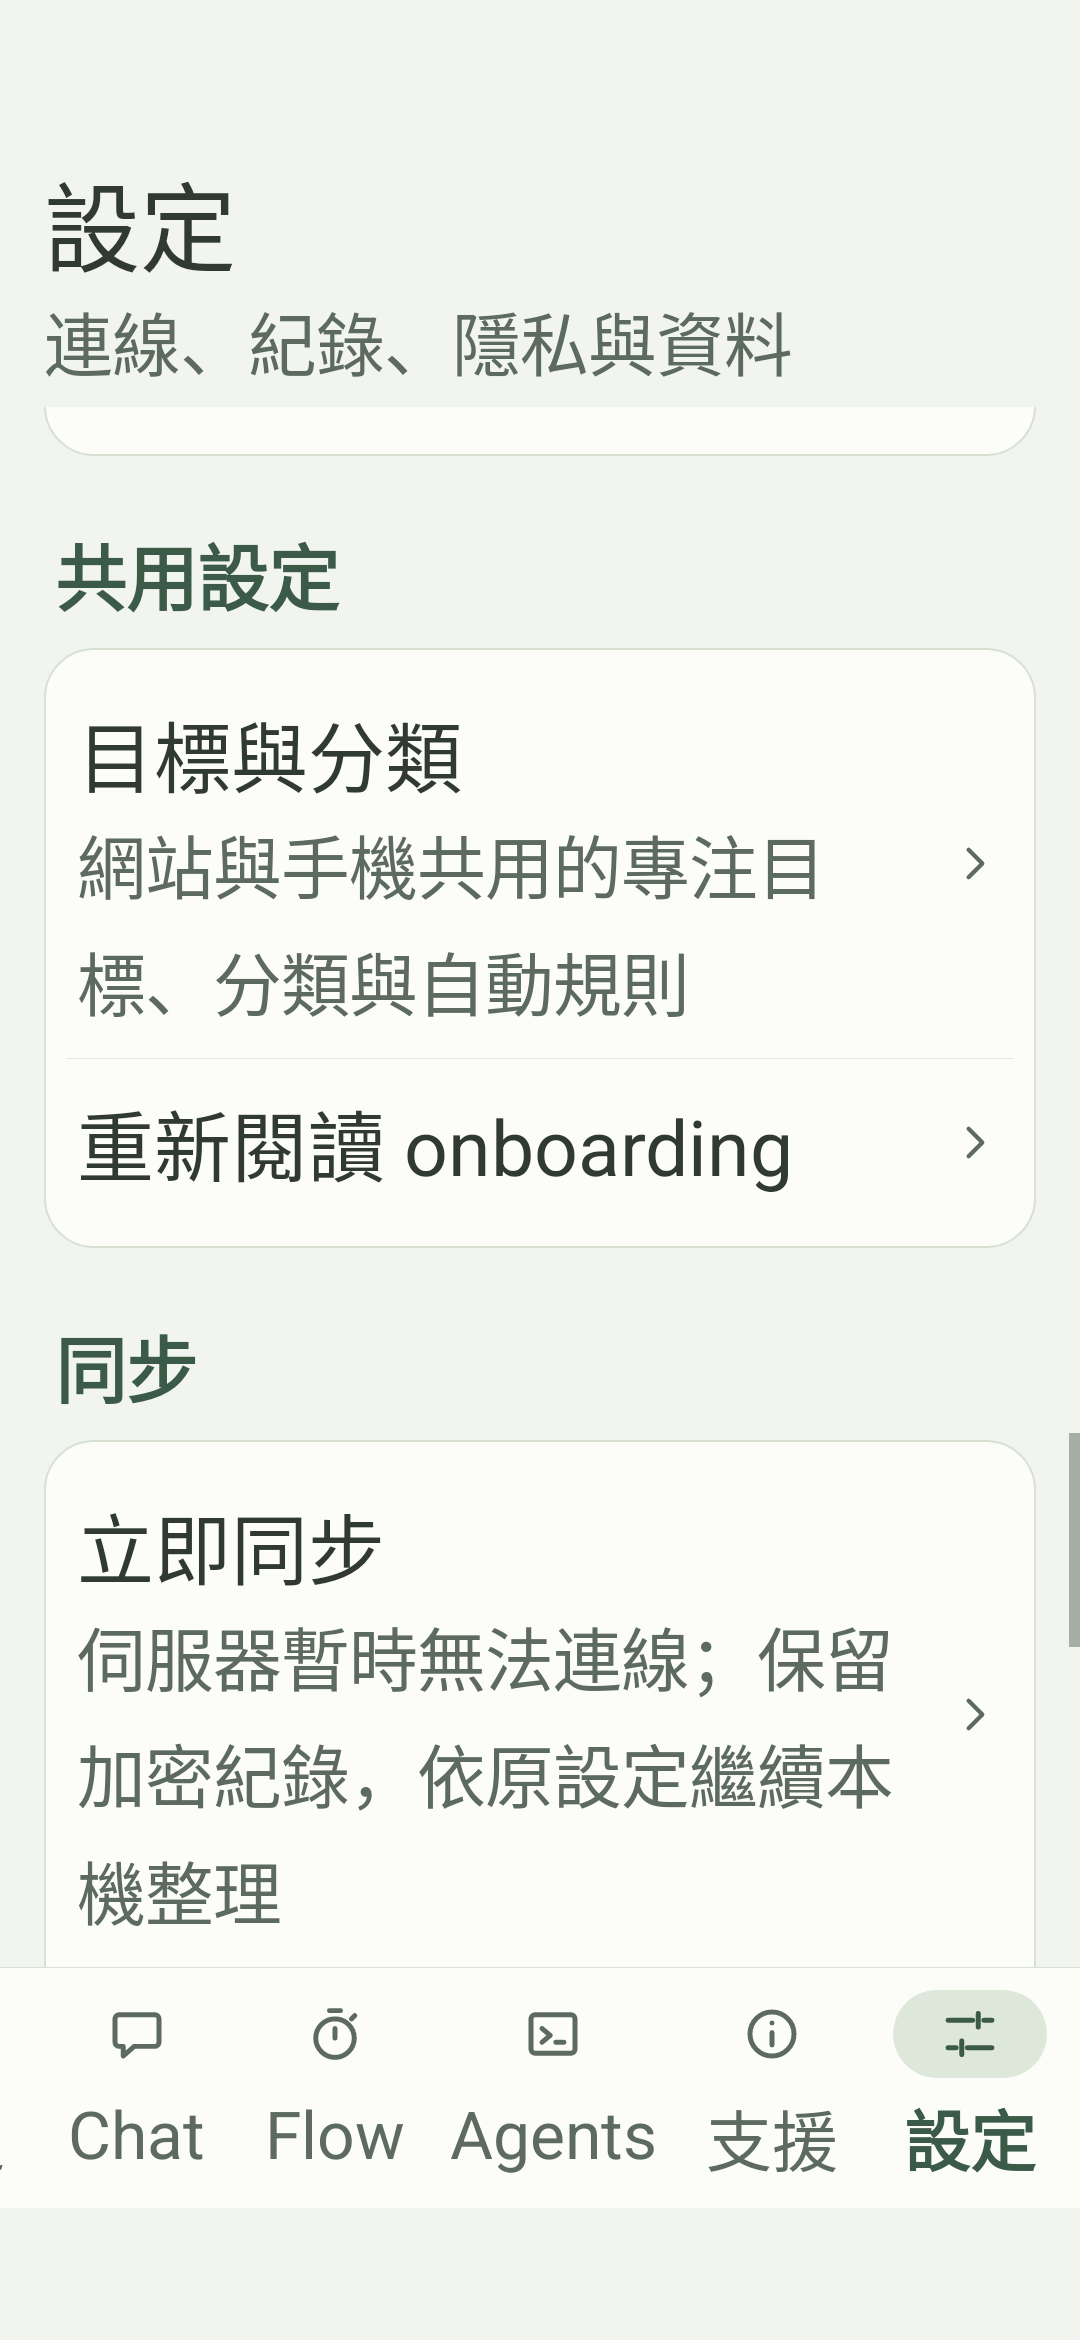 設定
連線、紀錄、隱私與資料
共用設定
目標與分類
網站與手機共用的專注目
標、分類與自動規則
重新閱讀 onboarding
同步
立即同步
伺服器暫時無法連線；保留
加密紀錄，依原設定繼續本
機整理
Chat
Flow
Agents
支援
設定